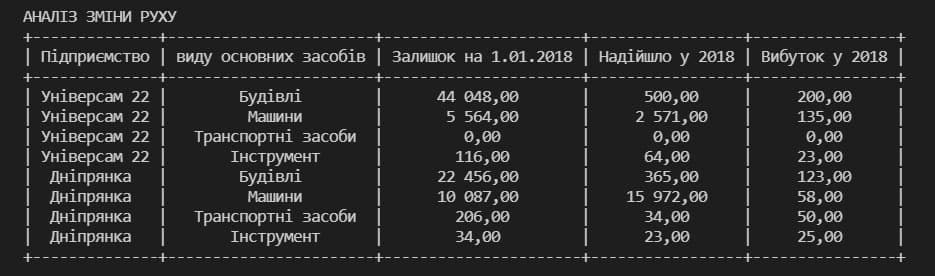 АНАЛІЗ ЗМІНИ РУХУ
+--------------+-----------------------+----------------------+----------------+----------------+
| Підприємство | виду основних засобів | Залишок на 1.01.2018 | Надійшло у 2018 | Вибуток у 2018 |
+--------------+-----------------------+----------------------+----------------+----------------+
| Універсам 22 | Будівлі | 44 048,00 | 500,00 | 200,00 |
| Універсам 22 | Машини | 5 564,00 | 2 571,00 | 135,00 |
| Універсам 22 | Транспортні засоби | 0,00 | 0,00 | 0,00 |
| Універсам 22 | Інструмент | 116,00 | 64,00 | 23,00 |
| Дніпрянка | Будівлі | 22 456,00 | 365,00 | 123,00 |
| Дніпрянка | Машини | 10 087,00 | 15 972,00 | 58,00 |
| Дніпрянка | Транспортні засоби | 206,00 | 34,00 | 50,00 |
| Дніпрянка | Інструмент | 34,00 | 23,00 | 25,00 |
+--------------+-----------------------+----------------------+----------------+----------------+